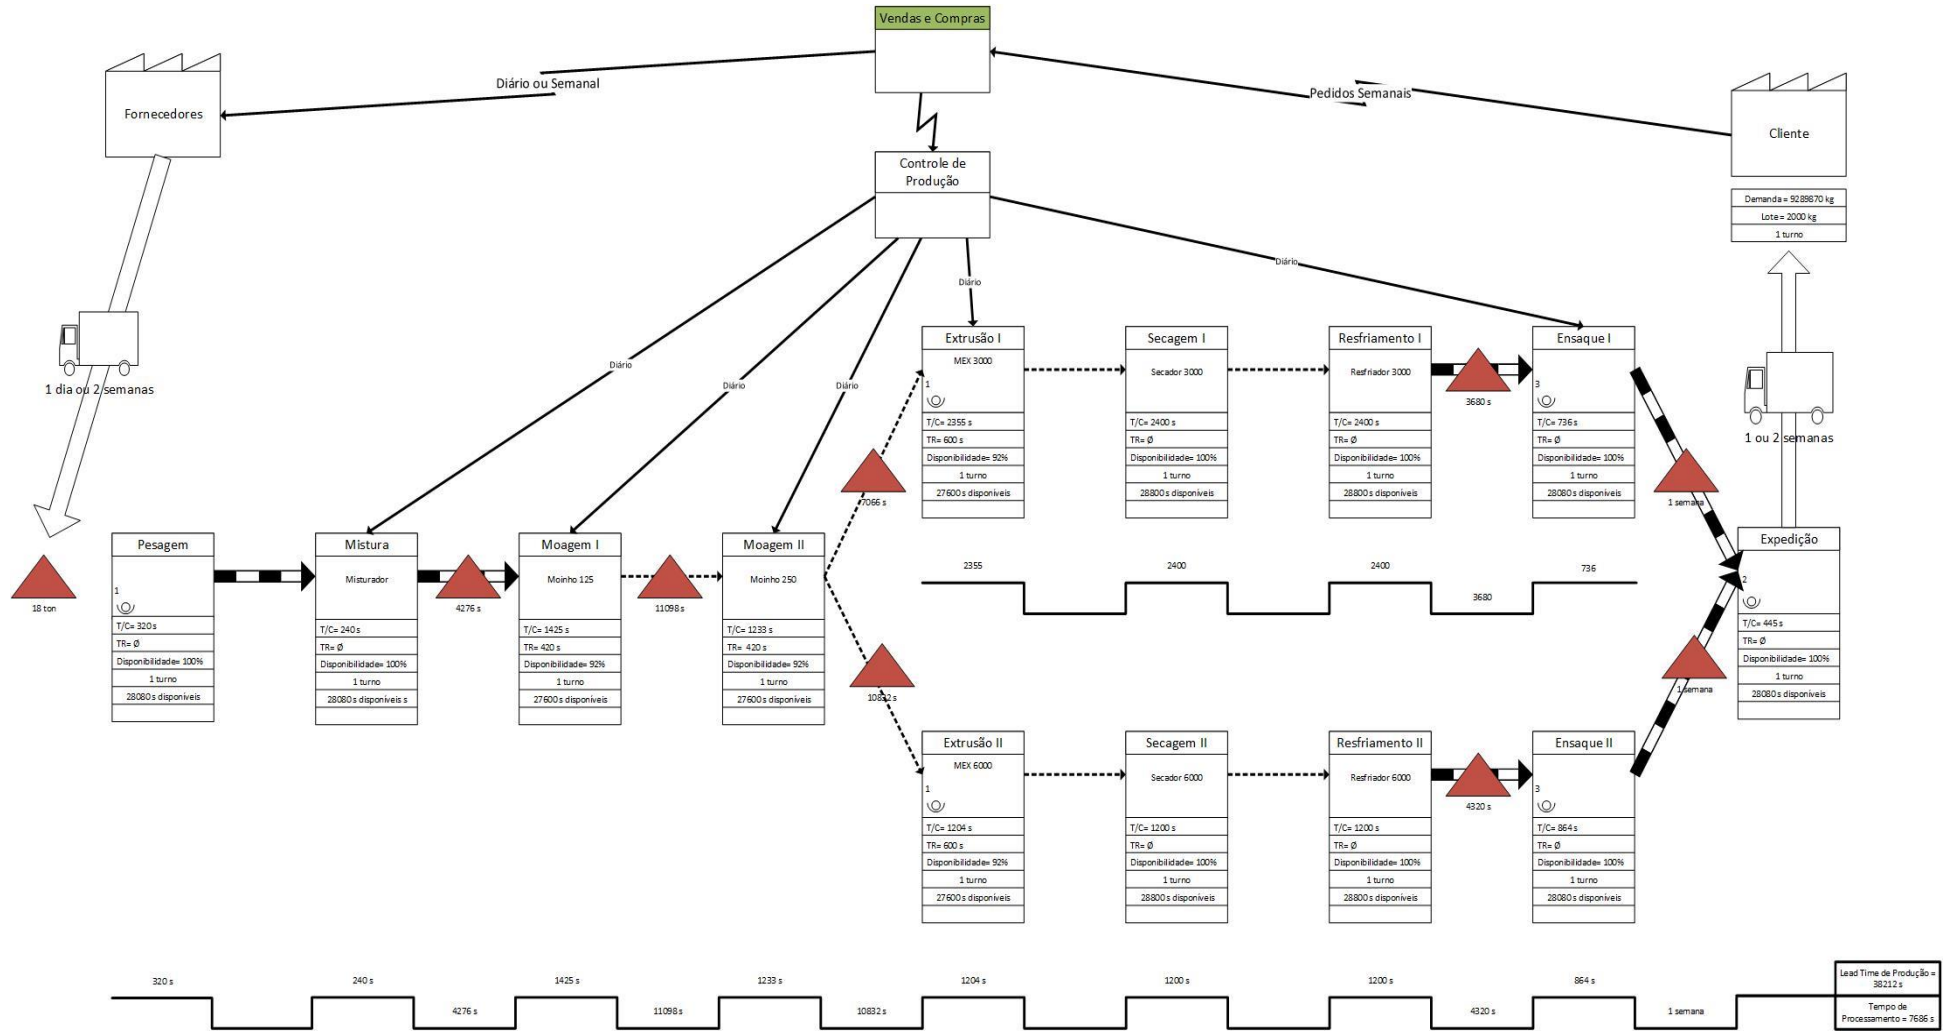 Vendas e Compras
Diário ou Semanal
Pedidos Semanais
Fornecedores
Cliente
Controle de
Produção
Demanda = 9289870 kg
Lote = 2000 kg
1 turno
1 dia ou 2 semanas
1 ou 2 semanas
Diário
Diário
Diário
Diário
Diário
Extrusão I
MEX 3000
1
T/C= 2355 s
TR= 600 s
Disponibilidade= 92%
1 turno
27600 s disponíveis
Secagem I
Secador 3000
T/C= 2400 s
TR= Ø
Disponibilidade= 100%
1 turno
28800 s disponíveis
Resfriamento I
Resfriador 3000
T/C= 2400 s
TR= Ø
Disponibilidade= 100%
1 turno
28800 s disponíveis
3680 s
Ensaque I
3
T/C= 736 s
TR= Ø
Disponibilidade= 100%
1 turno
28080 s disponíveis
7066 s
1 semana
18 ton
Pesagem
1
T/C= 320 s
TR= Ø
Disponibilidade= 100%
1 turno
28080 s disponíveis
Mistura
Misturador
T/C= 240 s
TR= Ø
Disponibilidade= 100%
1 turno
28080 s disponíveis s
4276 s
Moagem I
Moinho 125
T/C= 1425 s
TR= 420 s
Disponibilidade= 92%
1 turno
27600 s disponíveis
11098 s
Moagem II
Moinho 250
T/C= 1233 s
TR= 420 s
Disponibilidade= 92%
1 turno
27600 s disponíveis
2355
2400
2400
3680
736
Expedição
2
T/C= 445 s
TR= Ø
Disponibilidade= 100%
1 turno
28080 s disponíveis
10832 s
1 semana
Extrusão II
MEX 6000
1
T/C= 1204 s
TR= 600 s
Disponibilidade= 92%
1 turno
27600 s disponíveis
Secagem II
Secador 6000
T/C= 1200 s
TR= Ø
Disponibilidade= 100%
1 turno
28800 s disponíveis
Resfriamento II
Resfriador 6000
T/C= 1200 s
TR= Ø
Disponibilidade= 100%
1 turno
28800 s disponíveis
4320 s
Ensaque II
3
T/C= 864 s
TR= Ø
Disponibilidade= 100%
1 turno
28080 s disponíveis
320 s
240 s
4276 s
1425 s
11098 s
1233 s
10832 s
1204 s
1200 s
1200 s
4320 s
864 s
1 semana
Lead Time de Produção =
38212 s
Tempo de
Processamento = 7686 s